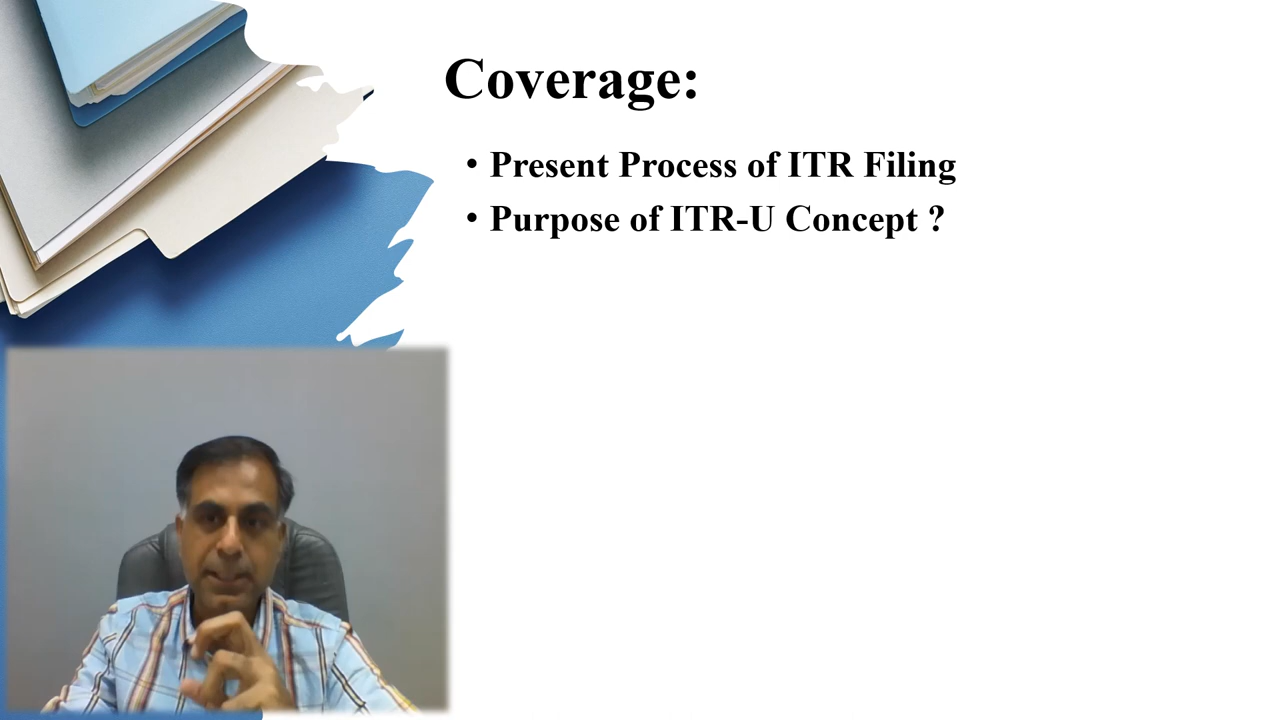 Coverage:
• Present Process of ITR Filing
• Purpose of ITR-U Concept ?